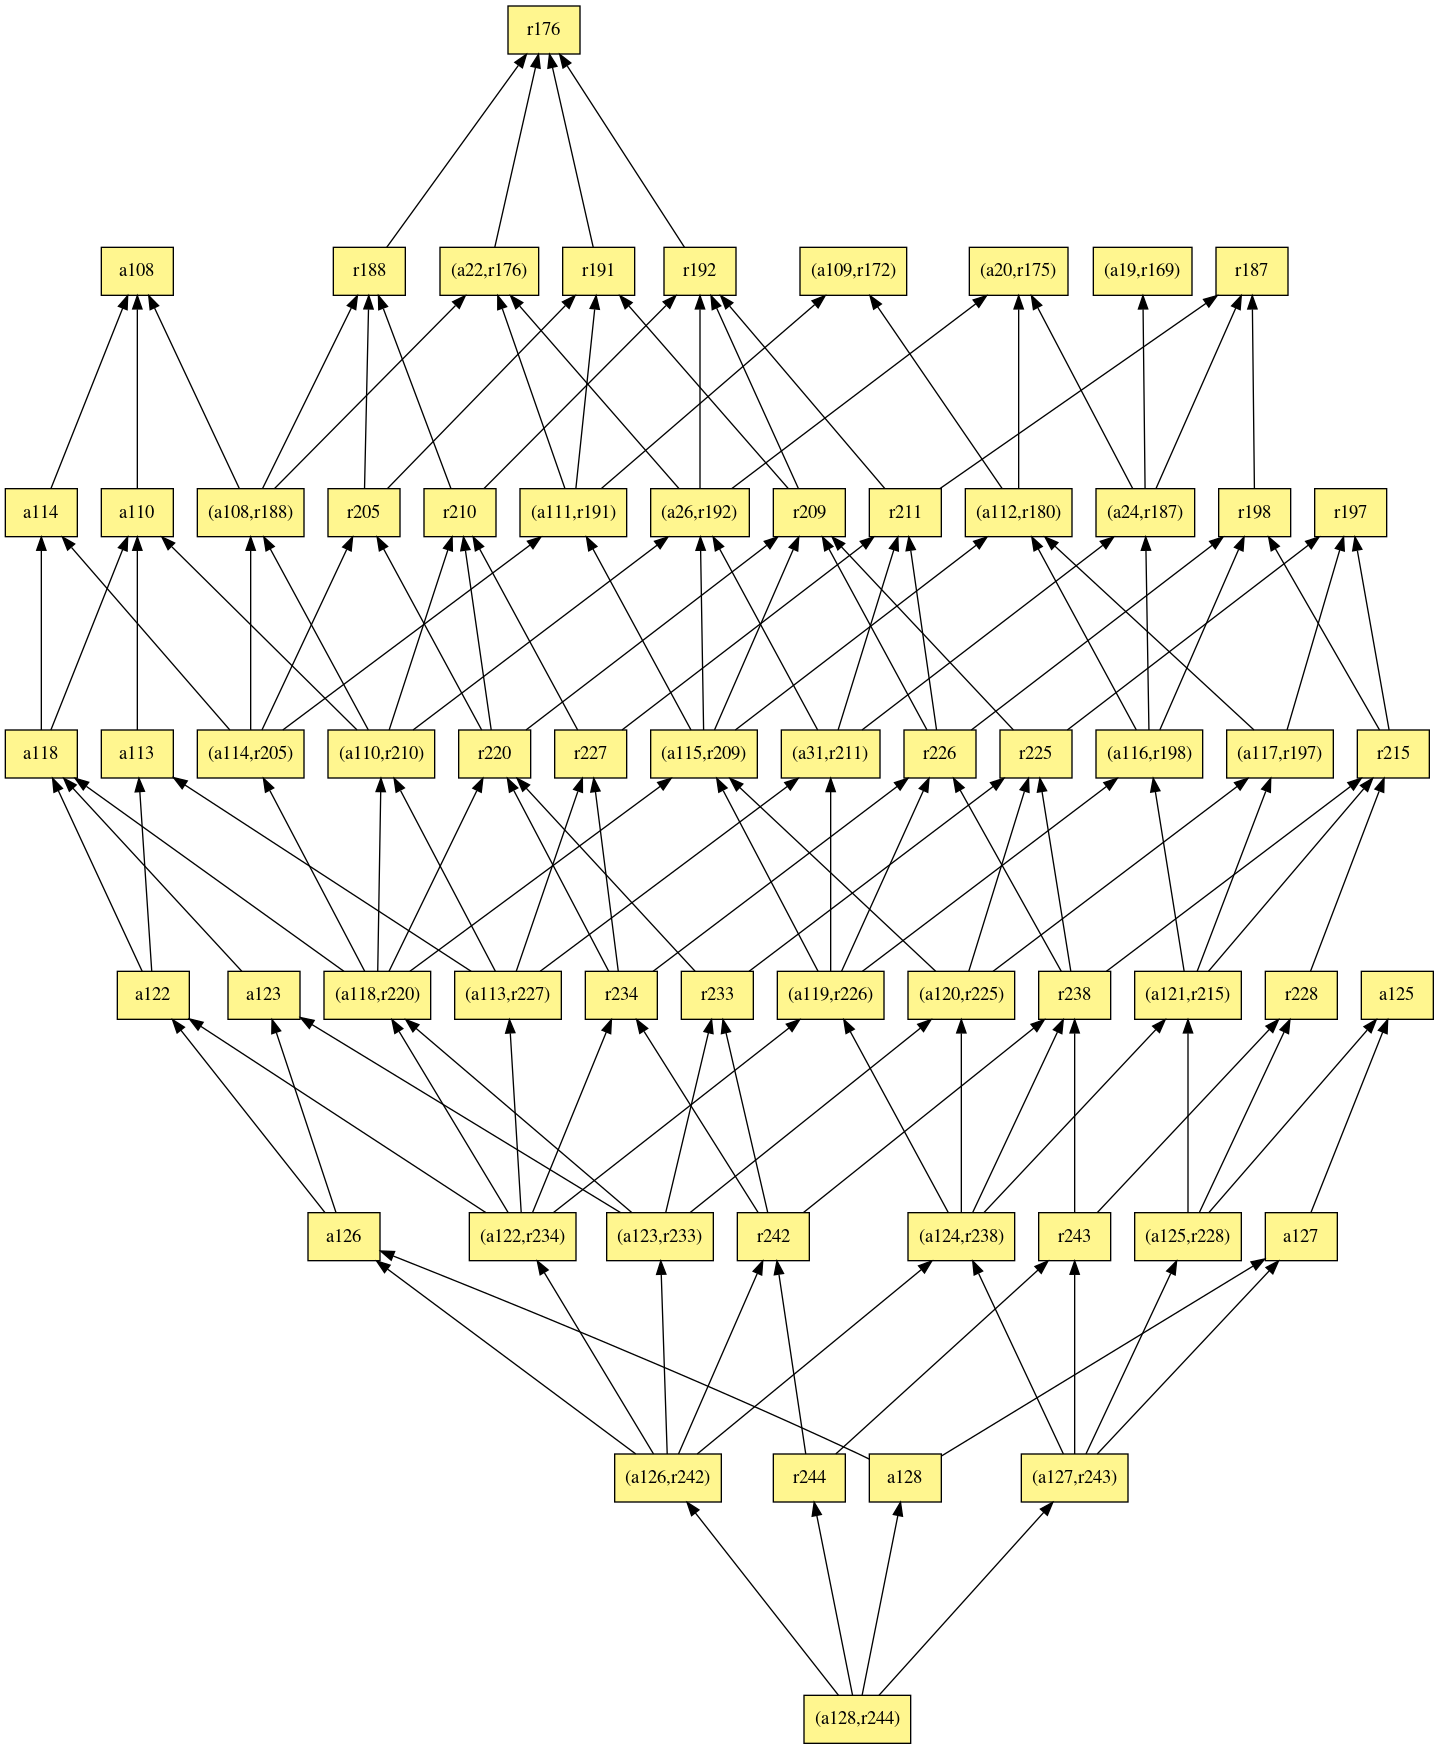 r176
a108
r188
(a22,r176)
r191
r192
(a109,r172)
(a20,r175)
(a19,r169)
r187
a114
a110
(a108,r188)
r205
r210
(a111,r191)
(a26,r192)
r209
r211
(a112,r180)
(a24,r187)
r198
r197
a118
a113
(a114,r205)
(a110,r210)
r220
r227
(a115,r209)
(a31,r211)
r226
r225
(a116,r198)
(a117,r197)
r215
a122
a123
(a118,r220)
(a113,r227)
r234
r233
(a119,r226)
(a120,r225)
r238
(a121,r215)
r228
a125
a126
(a122,r234)
(a123,r233)
r242
(a124,r238)
r243
(a125,r228)
a127
(a126,r242)
r244
a128
(a127,r243)
(a128,r244)